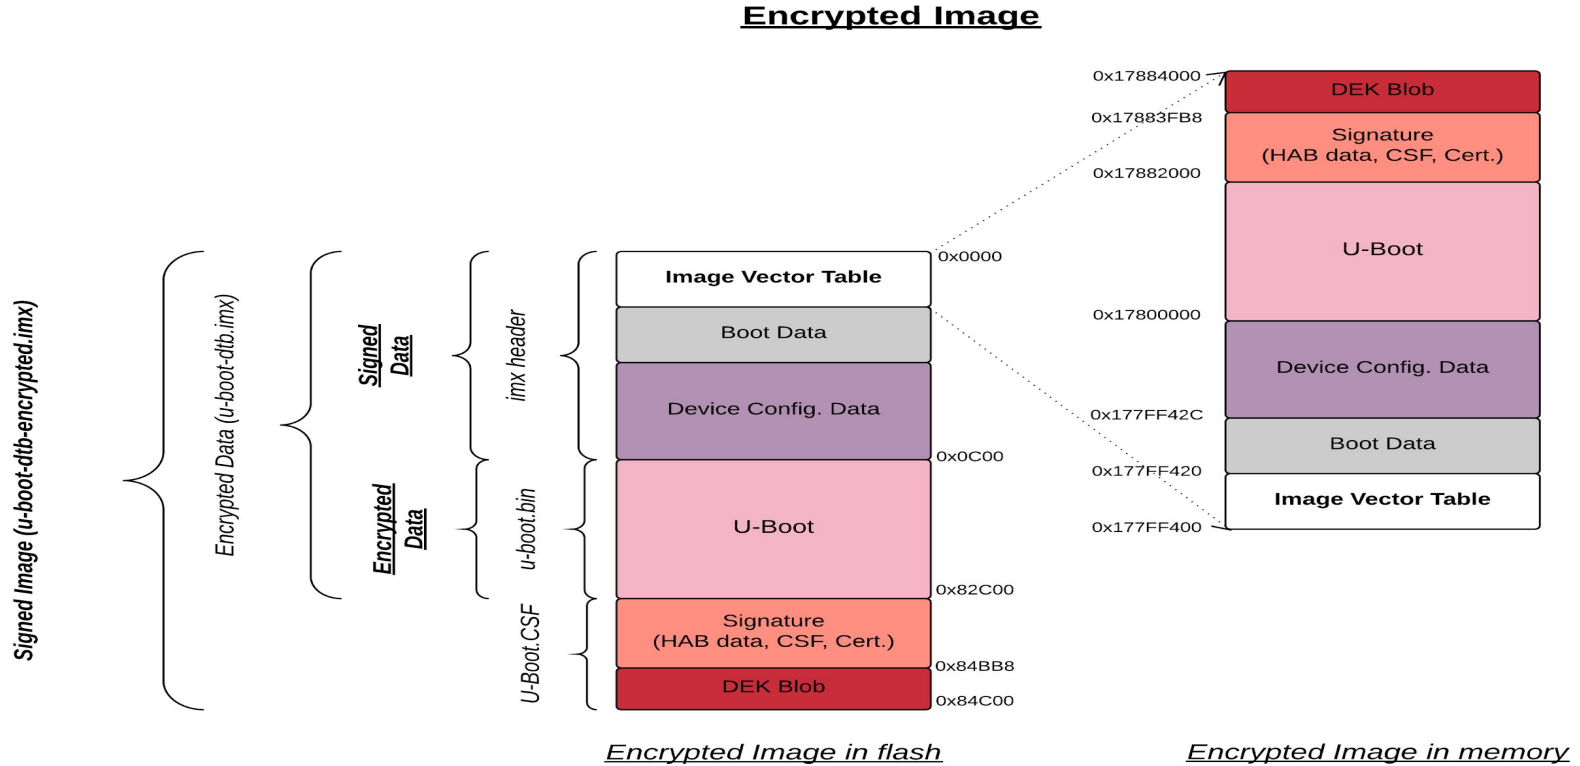 Encrypted Image
Signed Image (u-boot-dtb-encrypted.imx)
Encrypted Data (u-boot-dtb.imx)
Signed
Data
Encrypted
Data
imx header
u-boot.bin
U-Boot.CSF
Image Vector Table
Boot Data
Device Config. Data
U-Boot
Signature
(HAB data, CSF, Cert.)
DEK Blob
0x0000
0x0C00
0x82C00
0x84BB8
0x84C00
Encrypted Image in flash
0x17884000
0x17883FB8
0x17882000
0x17800000
0x177FF42C
0x177FF420
0x177FF400
DEK Blob
Signature
(HAB data, CSF, Cert.)
U-Boot
Device Config. Data
Boot Data
Image Vector Table
Encrypted Image in memory